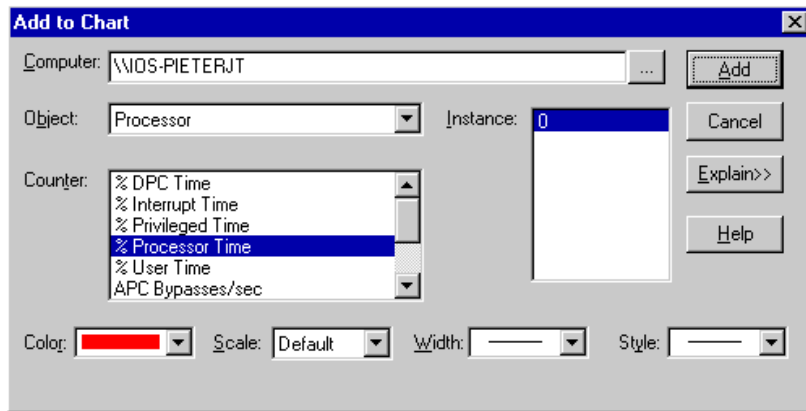 Add to Chart
Computer: \\IOS-PIETERJT ... Add
Object: Processor Instance: 0 Cancel
Counter: % DPC Time Explain>>
% Interrupt Time
% Privileged Time
% Processor Time Help
% User Time
APC Bypasses/sec
Color: Scale: Default Width: Style: